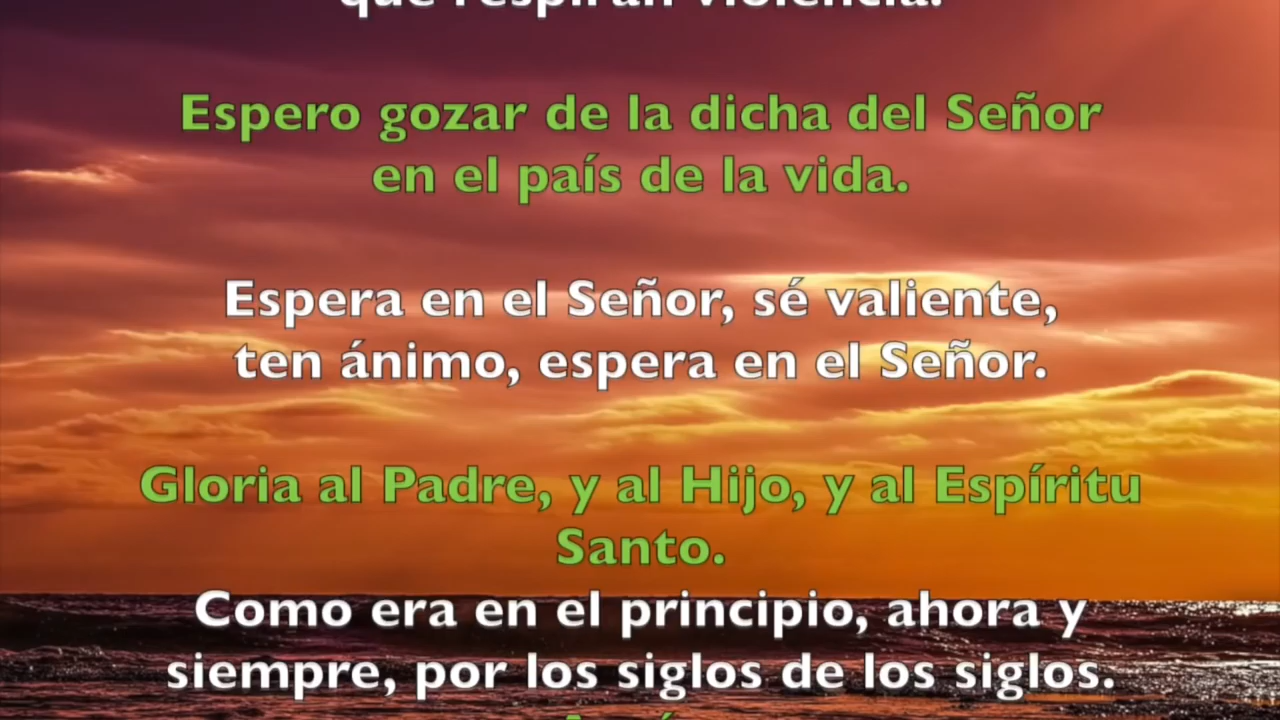 que respiran violencia.
Espero gozar de la dicha del Señor
en el país de la vida.
Espera en el Señor, sé valiente,
ten ánimo, espera en el Señor.
Gloria al Padre, y al Hijo, y al Espíritu
Santo.
Como era en el principio, ahora y
siempre, por los siglos de los siglos.